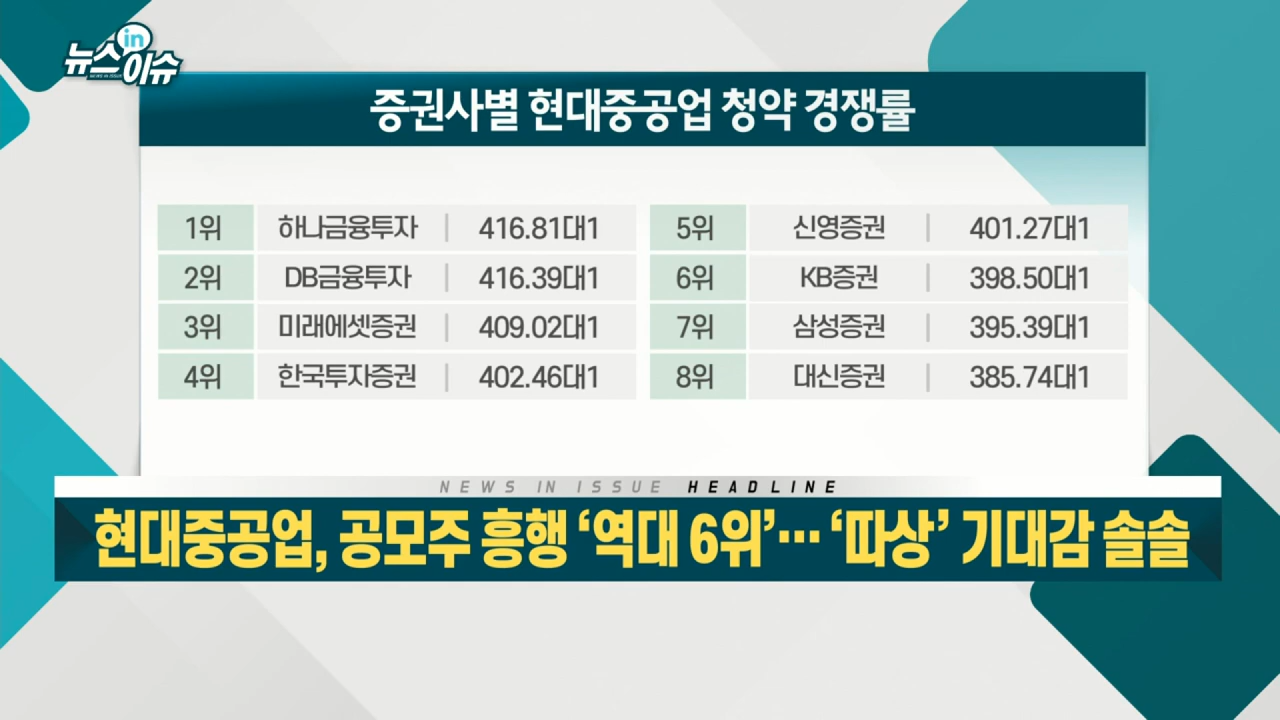 뉴스in이슈
NEWS IN ISSUE
증권사별 현대중공업 청약 경쟁률
1위 하나금융투자 416.81대1
2위 DB금융투자 416.39대1
3위 미래에셋증권 409.02대1
4위 한국투자증권 402.46대1
5위 신영증권 401.27대1
6위 KB증권 398.50대1
7위 삼성증권 395.39대1
8위 대신증권 385.74대1
NEWS IN ISSUE HEADLINE
현대중공업, 공모주 흥행 ‘역대 6위’… ‘따상’ 기대감 솔솔